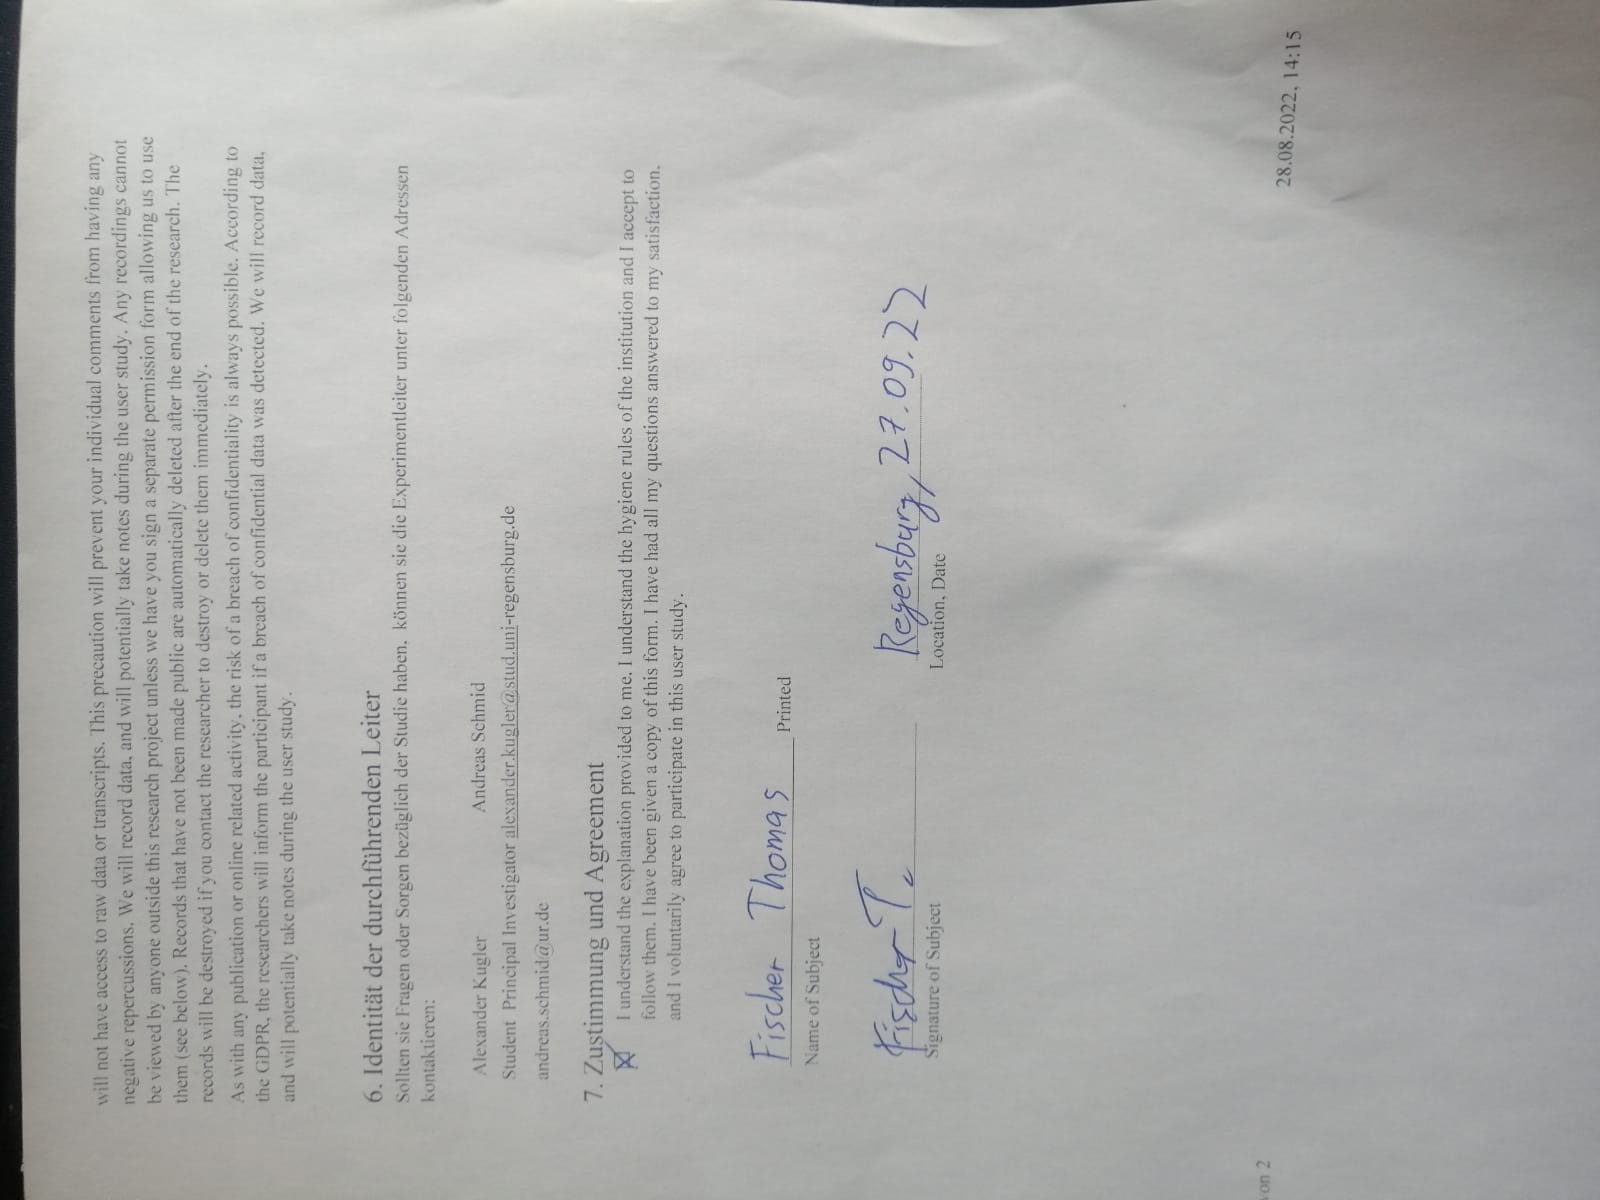 will not have access to raw data or transcripts. This precaution will prevent your individual comments from having any
negative repercussions. We will record data, and will potentially take notes during the user study. Any recordings cannot
be viewed by anyone outside this research project unless we have you sign a separate permission form allowing us to use
them (see below). Records that have not been made public are automatically deleted after the end of the research. The
records will be destroyed if you contact the researcher to destroy or delete them immediately.
As with any publication or online related activity, the risk of a breach of confidentiality is always possible. According to
the GDPR, the researchers will inform the participant if a breach of confidential data was detected. We will record data,
and will potentially take notes during the user study.
6. Identität der durchführenden Leiter
Sollten sie Fragen oder Sorgen bezüglich der Studie haben, können sie die Experimentleiter unter folgenden Adressen
kontaktieren:
Alexander Kugler Andreas Schmid
Student Principal Investigator alexander.kugler@stud.uni-regensburg.de
andreas.schmid@ur.de
7. Zustimmung und Agreement
I understand the explanation provided to me. I understand the hygiene rules of the institution and I accept to
follow them. I have been given a copy of this form. I have had all my questions answered to my satisfaction,
and I voluntarily agree to participate in this user study.
Fischer Thomas Printed
Name of Subject
Fischer T. Regensburg, 27.09.22
Signature of Subject Location, Date
von 2 28.08.2022, 14:15